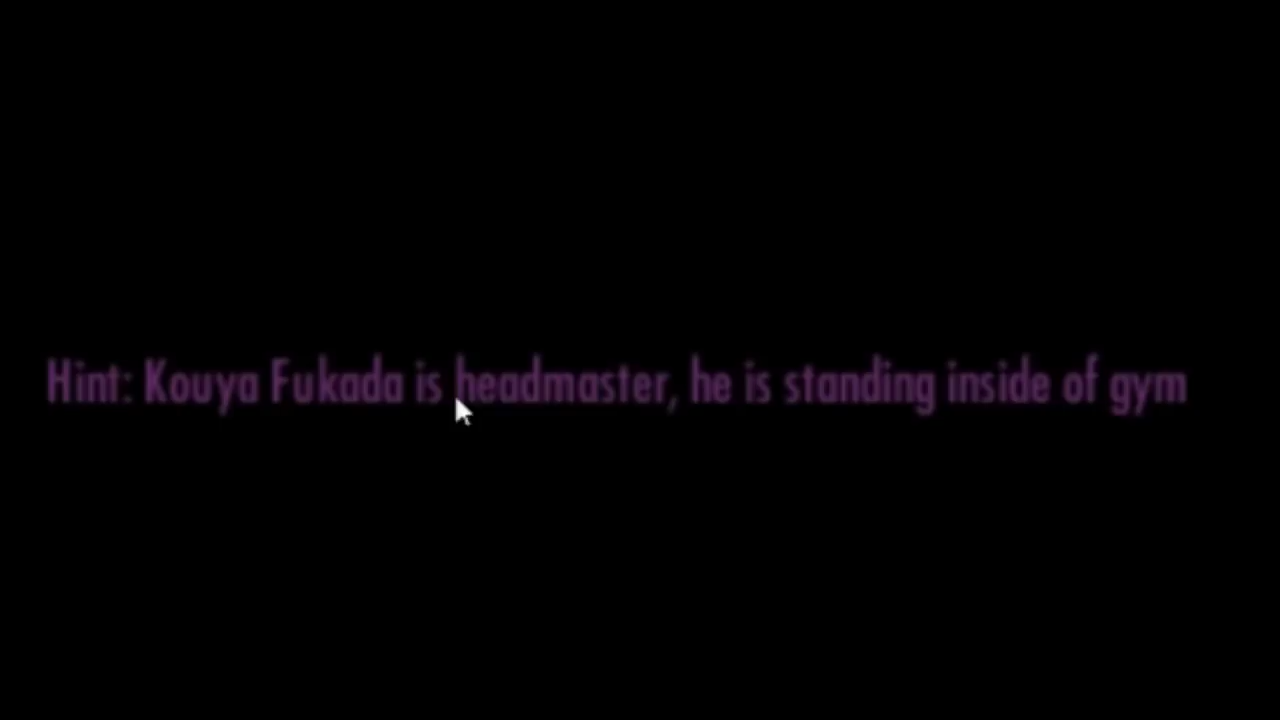 Hint: Kouya Fukada is headmaster, he is standing inside of gym